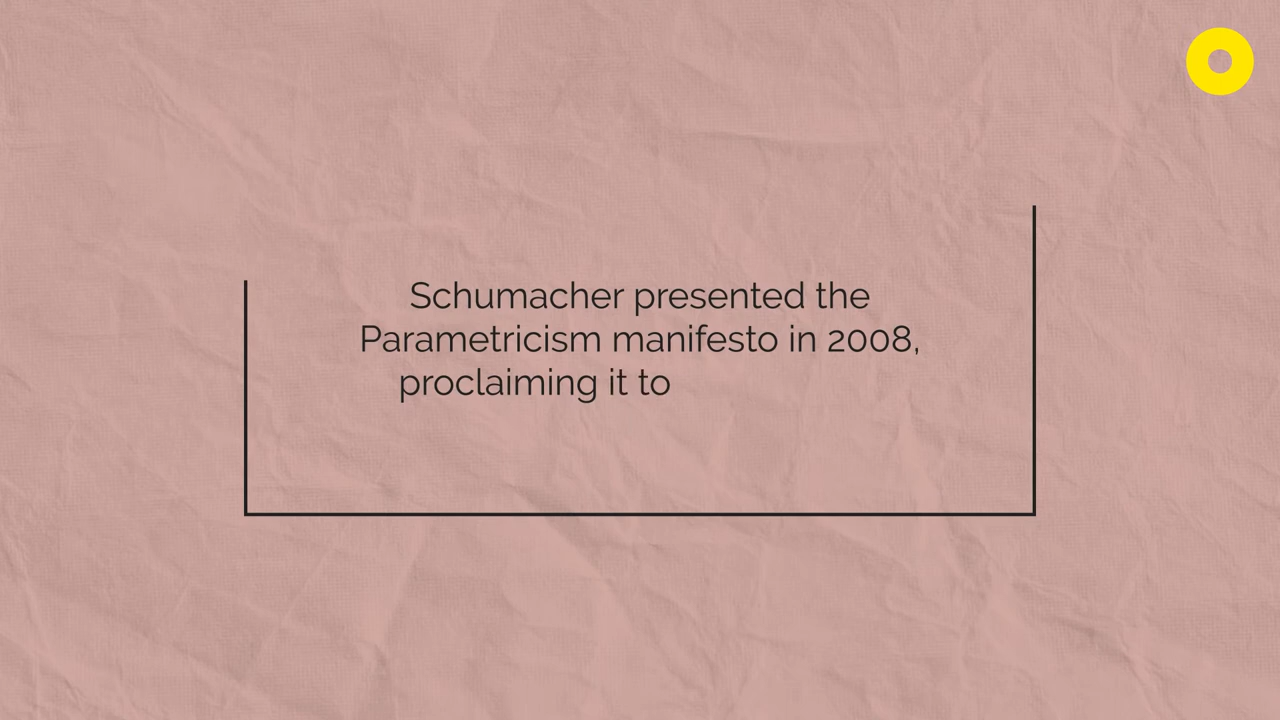 Schumacher presented the
Parametricism manifesto in 2008,
proclaiming it to